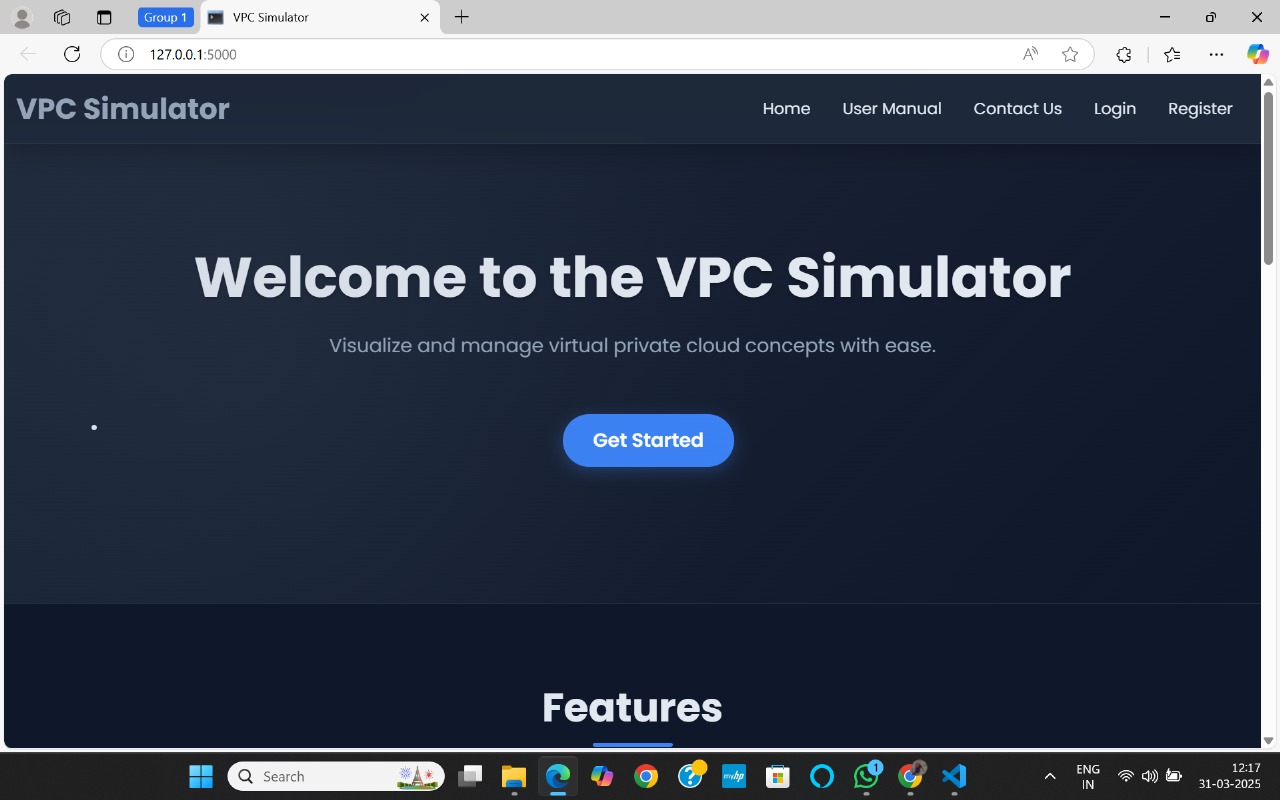 Group 1
VPC Simulator
127.0.0.1:5000
VPC Simulator
Home
User Manual
Contact Us
Login
Register
Welcome to the VPC Simulator
Visualize and manage virtual private cloud concepts with ease.
Get Started
Features
Search
myhp
1
ENG
IN
12:17
31-03-2025